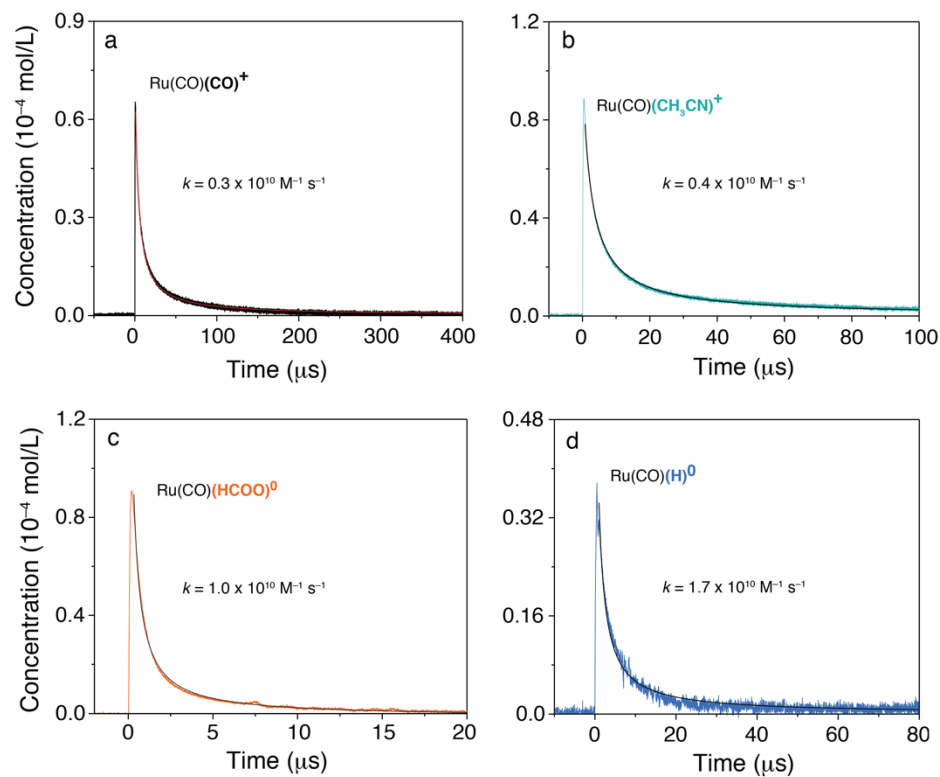 a
Ru(CO)(CO)⁺
k = 0.3 x 10¹⁰ M⁻¹ s⁻¹
Concentration (10⁻⁴ mol/L)
0.9
0.6
0.3
0.0
0 100 200 300 400
Time (μs)
b
Ru(CO)(CH₃CN)⁺
k = 0.4 x 10¹⁰ M⁻¹ s⁻¹
1.2
0.8
0.4
0.0
0 20 40 60 80 100
Time (μs)
c
Ru(CO)(HCOO)⁰
k = 1.0 x 10¹⁰ M⁻¹ s⁻¹
Concentration (10⁻⁴ mol/L)
1.2
0.8
0.4
0.0
0 5 10 15 20
Time (μs)
d
Ru(CO)(H)⁰
k = 1.7 x 10¹⁰ M⁻¹ s⁻¹
0.48
0.32
0.16
0.0
0 20 40 60 80
Time (μs)